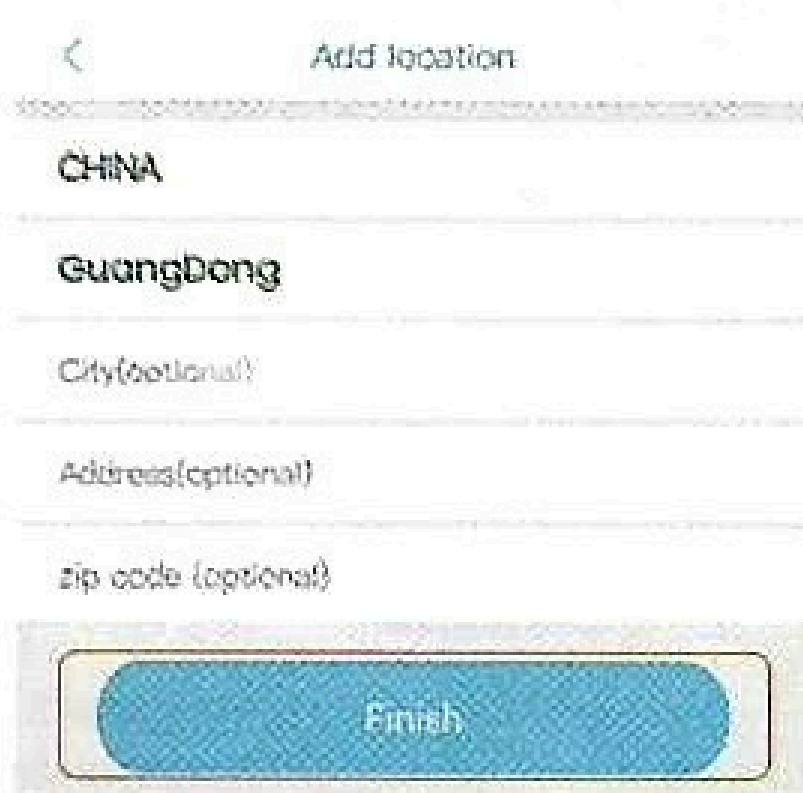 Add location
CHINA
GuangDong
City(optional)
Address(optional)
zip code (optional)
Finish